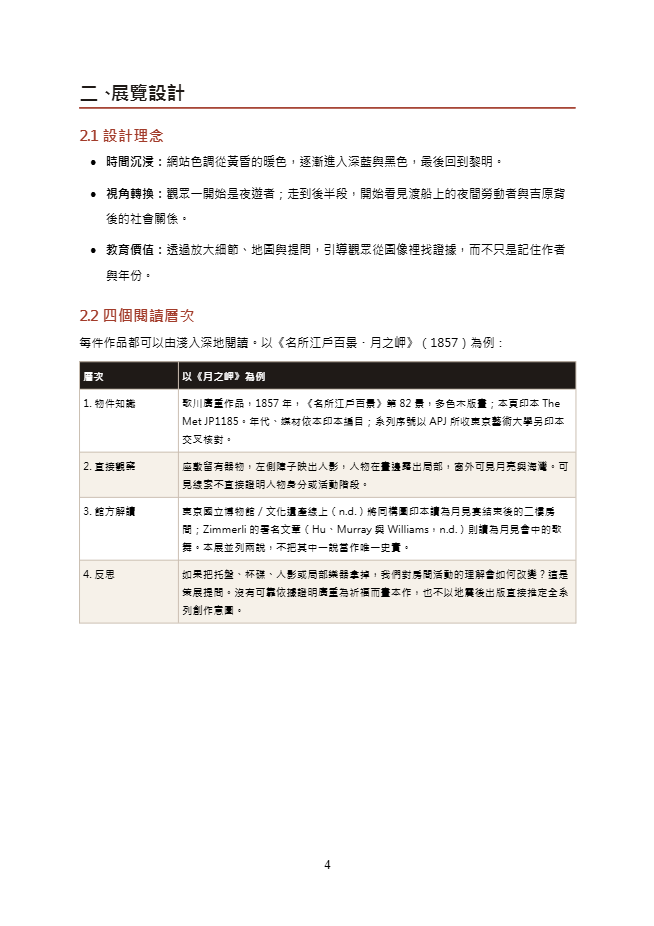 二、展覽設計
2.1 設計理念
• 時間沉浸：網站色調從黃昏的暖色，逐漸進入深藍與黑色，最後回到黎明。
• 視角轉換：觀眾一開始是夜遊者；走到後半段，開始看見渡船上的夜間勞動者與吉原背
後的社會關係。
• 教育價值：透過放大細節、地圖與提問，引導觀眾從圖像裡找證據，而不只是記住作者
與年份。
2.2 四個閱讀層次
每件作品都可以由淺入深地閱讀。以《名所江戶百景・月之岬》（1857）為例：
層次 以《月之岬》為例
1. 物件知識 歌川廣重作品，1857 年，《名所江戶百景》第 82 景，多色木版畫；本頁印本 The
Met JP1185。年代、媒材依本印本編目；系列序號以 APJ 所收東京藝術大學另印本
交叉核對。
2. 直接觀察 座敷留有器物，左側障子映出人影，人物在畫邊露出局部，窗外可見月亮與海灣。可
見線索不直接證明人物身分或活動階段。
3. 館方解讀 東京國立博物館／文化遺產線上（n.d.）將同構圖印本讀為月見宴結束後的二樓房
間；Zimmerli 的署名文章（Hu、Murray 與 Williams，n.d.）則讀為月見會中的歌
舞。本展並列兩說，不把其中一說當作唯一史實。
4. 反思 如果把托盤、杯碟、人影或局部樂器拿掉，我們對房間活動的理解會如何改變？這是
策展提問。沒有可靠依據證明廣重為祈福而畫本作，也不以地震後出版直接推定全系
列創作意圖。
4